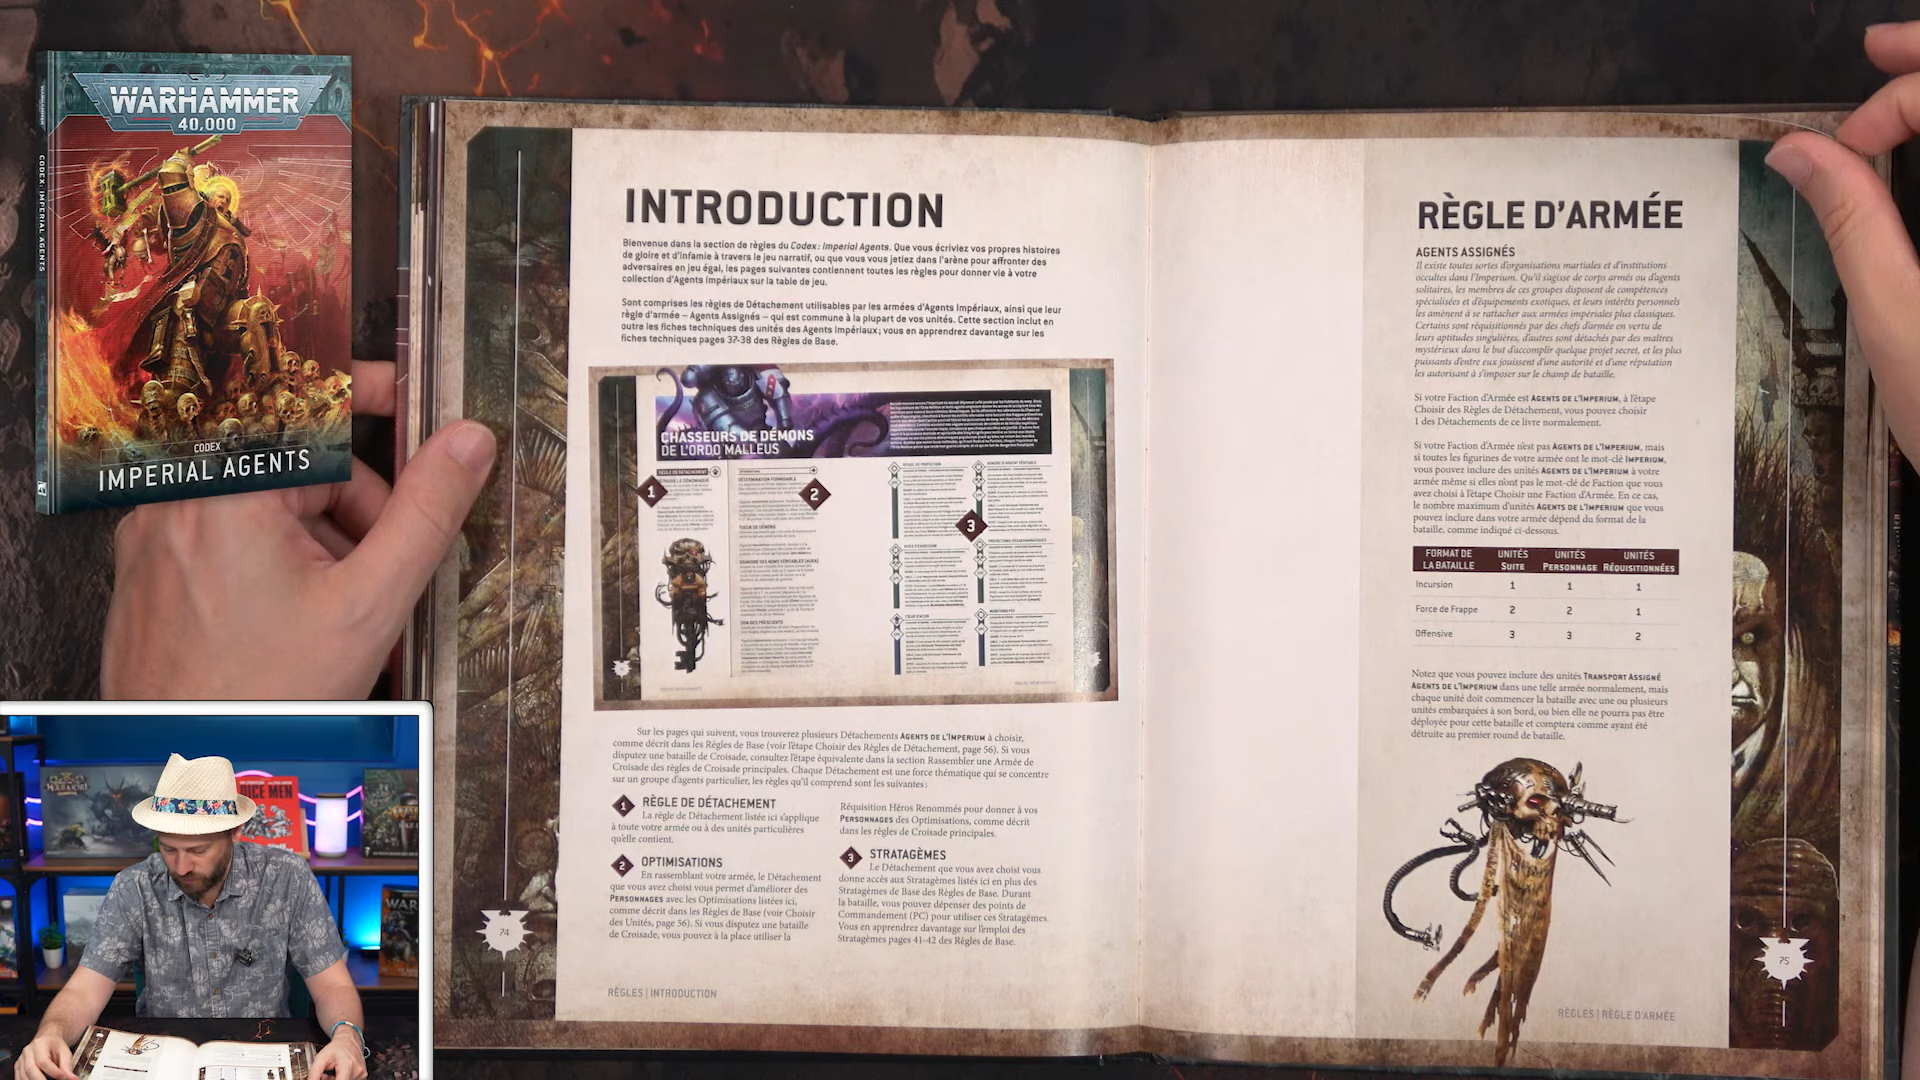 WARHAMMER
40,000
CODEX: IMPERIAL AGENTS
CODEX
IMPERIAL AGENTS
INTRODUCTION
Bienvenue dans la section de règles du Codex : Imperial Agents. Que vous écriviez vos propres histoires
de gloire et d'infamie à travers le jeu narratif, ou que vous vous jetiez dans l'arène pour affronter des
adversaires en jeu égal, les pages suivantes contiennent toutes les règles pour donner vie à votre
collection d'Agents Impériaux sur la table de jeu.
Sont comprises les règles de Détachement utilisables par les armées d'Agents Impériaux, ainsi que leur
règle d'armée – Agents Assignés – qui est commune à la plupart de vos unités. Cette section inclut en
outre les fiches techniques des unités des Agents Impériaux ; vous en apprendrez davantage sur les
fiches techniques pages 37-38 des Règles de Base.
CHASSEURS DE DÉMONS
DE L'ORDO MALLEUS
RÈGLE DE DÉTACHEMENT
1
2
3
Sur les pages qui suivent, vous trouverez plusieurs Détachements AGENTS DE L'IMPERIUM à choisir,
comme décrit dans les Règles de Base (voir l'étape Choisir des Règles de Détachement, page 56). Si vous
disputez une bataille de Croisade, consultez l'étape équivalente dans la section Rassembler une Armée de
Croisade des règles de Croisade principales. Chaque Détachement est une force thématique qui se concentre
sur un groupe d'agents particulier, les règles qu'il comprend sont les suivantes :
1 RÈGLE DE DÉTACHEMENT
La règle de Détachement listée ici s'applique
à toute votre armée ou à des unités particulières
qu'elle contient.
2 OPTIMISATIONS
En rassemblant votre armée, le Détachement
que vous avez choisi vous permet d'améliorer des
PERSONNAGES avec les Optimisations listées ici,
comme décrit dans les Règles de Base (voir Choisir
des Unités, page 56). Si vous disputez une bataille
de Croisade, vous pouvez à la place utiliser la
Réquisition Héros Renommés pour donner à vos
PERSONNAGES des Optimisations, comme décrit
dans les règles de Croisade principales.
3 STRATAGÈMES
Le Détachement que vous avez choisi vous
donne accès aux Stratagèmes listés ici en plus des
Stratagèmes de Base des Règles de Base. Durant
la bataille, vous pouvez dépenser des points de
Commandement (PC) pour utiliser ces Stratagèmes.
Vous en apprendrez davantage sur l'emploi des
Stratagèmes pages 41-42 des Règles de Base.
74
RÈGLES | INTRODUCTION
RÈGLE D'ARMÉE
AGENTS ASSIGNÉS
Il existe toutes sortes d'organisations martiales et d'institutions
occultes dans l'Imperium. Qu'il s'agisse de corps armés ou d'agents
solitaires, les membres de ces groupes disposent de compétences
spécialisées et d'équipements exotiques, et leurs intérêts personnels
les amènent à se rattacher aux armées impériales plus classiques.
Certains sont réquisitionnés par des chefs d'armée en vertu de
leurs aptitudes singulières, d'autres sont détachés par des maîtres
mystérieux dans le but d'accomplir quelque projet secret, et les plus
puissants d'entre eux jouissent d'une autorité et d'une réputation
les autorisant à s'imposer sur le champ de bataille.
Si votre Faction d'Armée est AGENTS DE L'IMPERIUM, à l'étape
Choisir des Règles de Détachement, vous pouvez choisir
1 des Détachements de ce livre normalement.
Si votre Faction d'Armée n'est pas AGENTS DE L'IMPERIUM, mais
si toutes les figurines de votre armée ont le mot-clé IMPERIUM,
vous pouvez inclure des unités AGENTS DE L'IMPERIUM à votre
armée même si elles n'ont pas le mot-clé de Faction que vous
avez choisi à l'étape Choisir une Faction d'Armée. En ce cas,
le nombre maximum d'unités AGENTS DE L'IMPERIUM que vous
pouvez inclure dans votre armée dépend du format de la
bataille, comme indiqué ci-dessous.
FORMAT DE LA BATAILLE UNITÉS SUITE UNITÉS PERSONNAGE UNITÉS RÉQUISITIONNÉES
Incursion 1 1 1
Force de Frappe 2 2 1
Offensive 3 3 2
Notez que vous pouvez inclure des unités TRANSPORT ASSIGNÉ
AGENTS DE L'IMPERIUM dans une telle armée normalement, mais
chaque unité doit commencer la bataille avec une ou plusieurs
unités embarquées à son bord, ou bien elle ne pourra pas être
déployée pour cette bataille et comptera comme ayant été
détruite au premier round de bataille.
75
RÈGLES | RÈGLE D'ARMÉE
DICE MEN